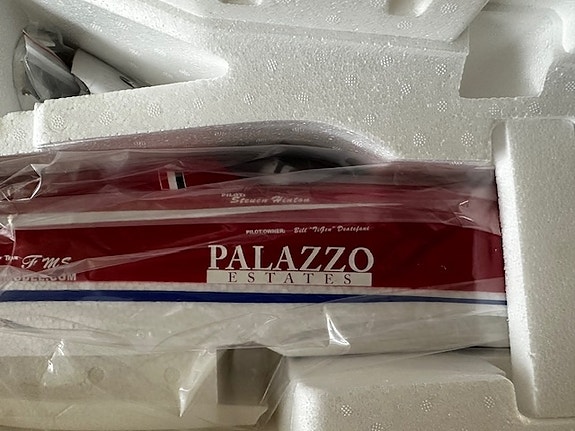 PILOT:
Steven Hinton
PILOT/OWNER: Bill "TiGer" Destefani
FMS
PALAZZO
ESTATES